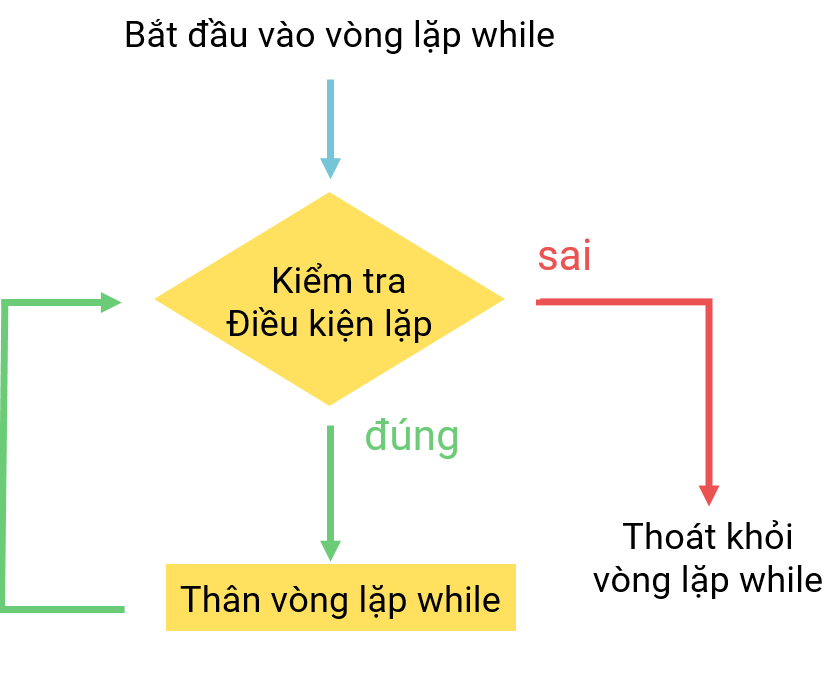 Bắt đầu vào vòng lặp while
sai
Kiểm tra
Điều kiện lặp
đúng
Thoát khỏi
vòng lặp while
Thân vòng lặp while